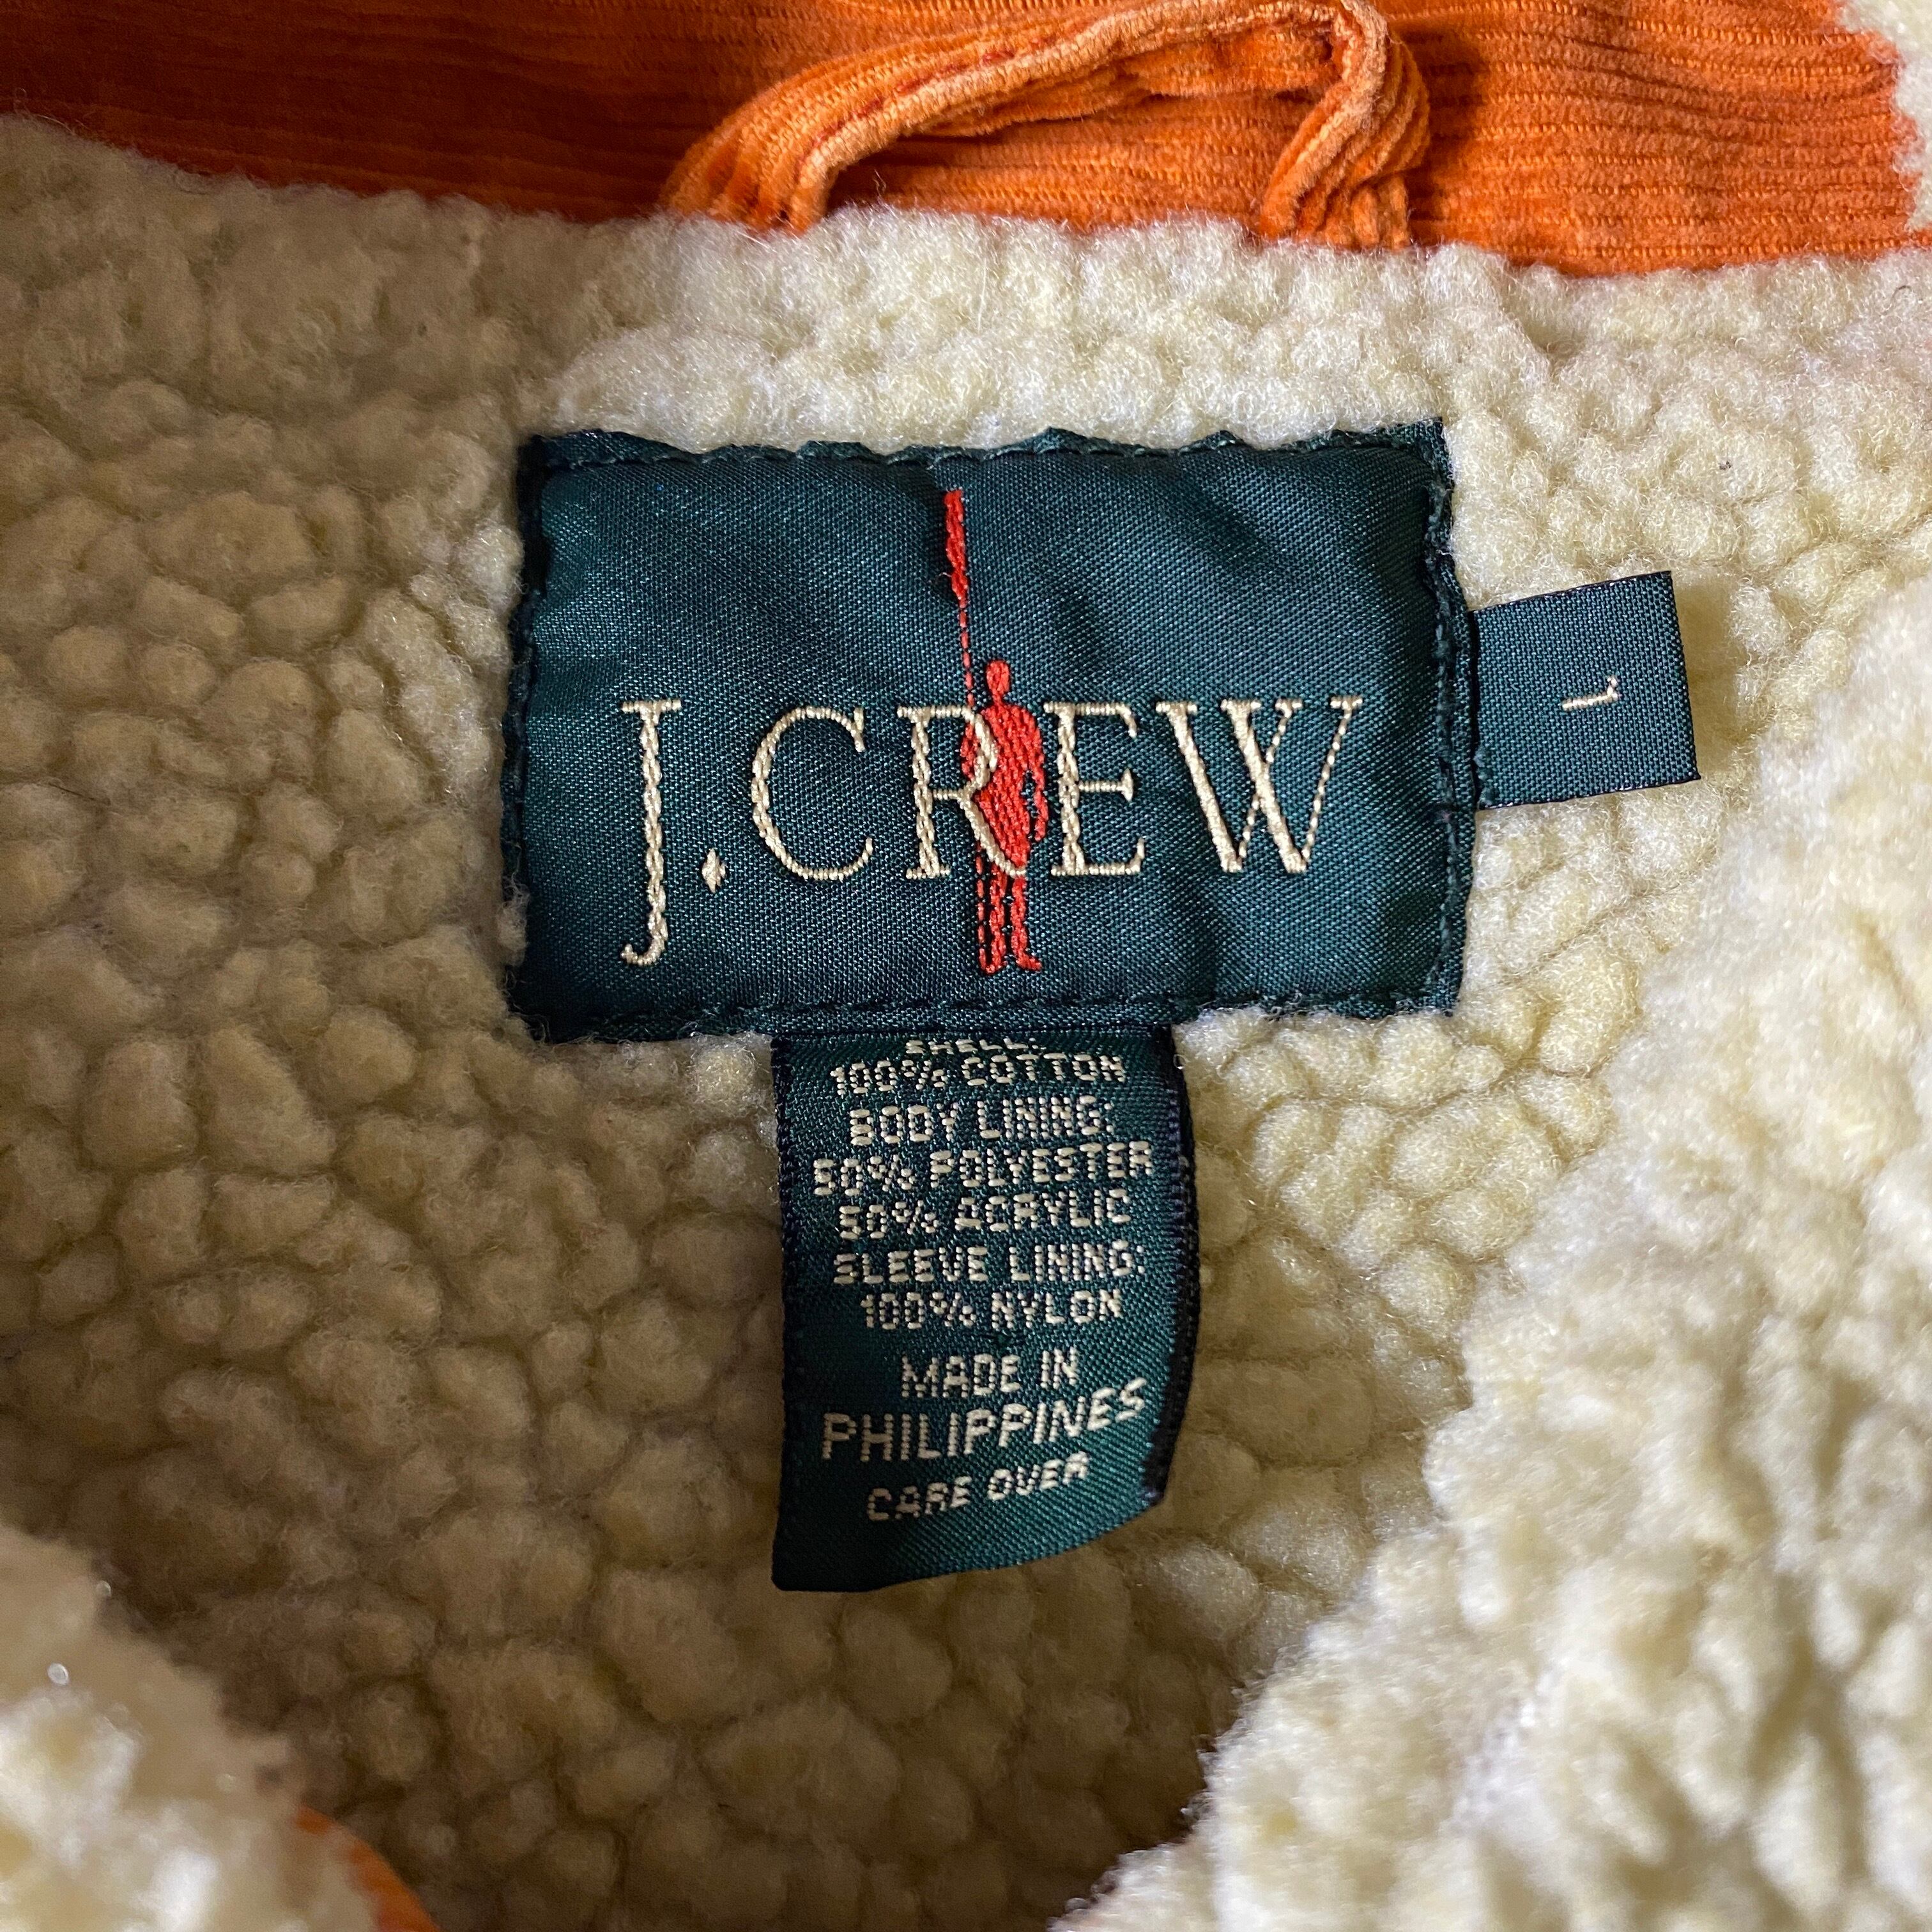 J.CREW
L
SHELL:
100% COTTON
BODY LINING:
50% POLYESTER
50% ACRYLIC
SLEEVE LINING:
100% NYLON
MADE IN
PHILIPPINES
CARE OVER